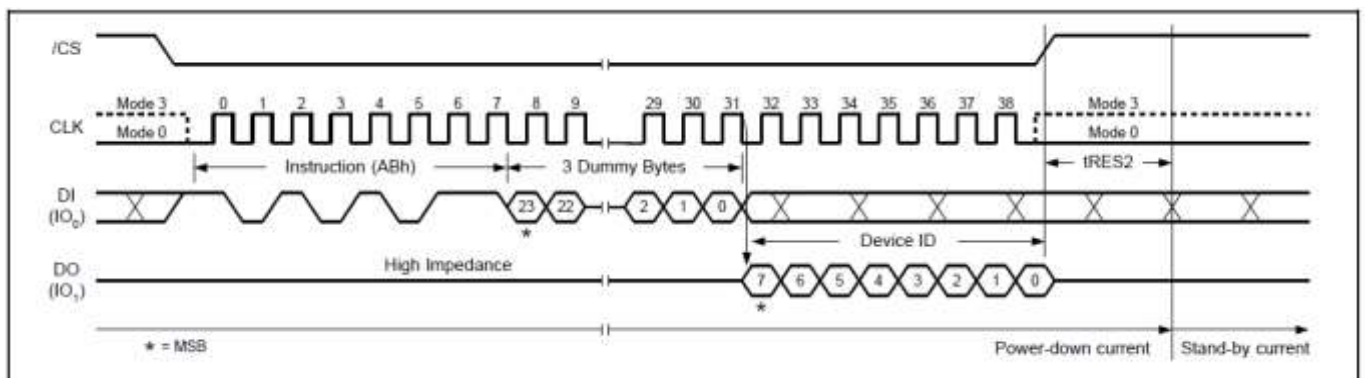 /CS
Mode 3 0 1 2 3 4 5 6 7 8 9 29 30 31 32 33 34 35 36 37 38 Mode 3
CLK Mode 0 Mode 0
Instruction (ABh) 3 Dummy Bytes tRES2
DI
(IO₀) 23 22 2 1 0
*
Device ID
DO High Impedance
(IO₁) 7 6 5 4 3 2 1 0
*
* = MSB Power-down current Stand-by current